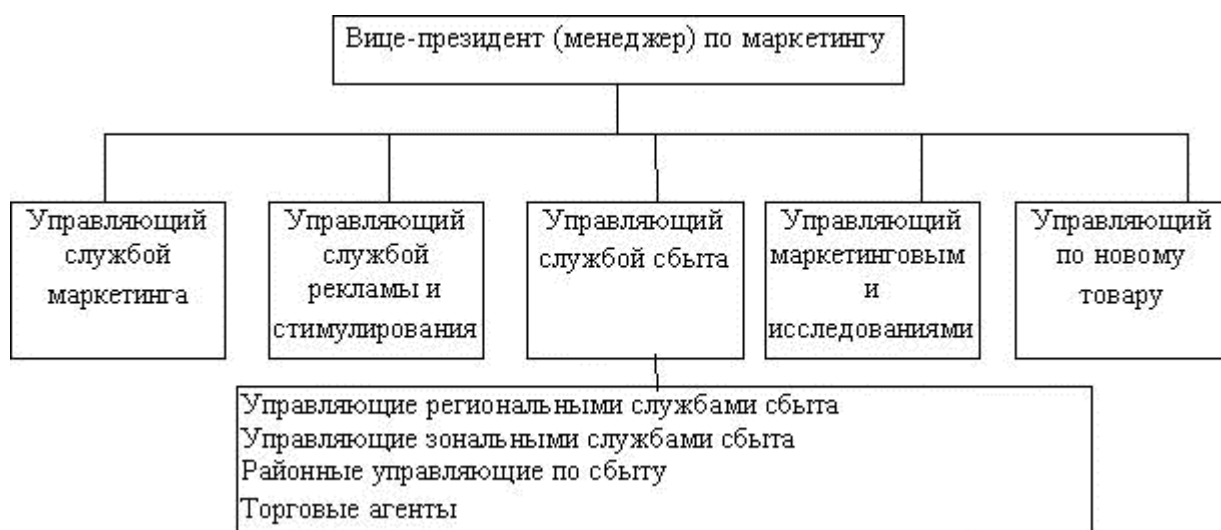 Вице-президент (менеджер) по маркетингу
Управляющий
службой
маркетинга
Управляющий
службой
рекламы и
стимулирования
Управляющий
службой сбыта
Управляющий
маркетинговым
и
исследованиями
Управляющий
по новому
товару
Управляющие региональными службами сбыта
Управляющие зональными службами сбыта
Районные управляющие по сбыту
Торговые агенты